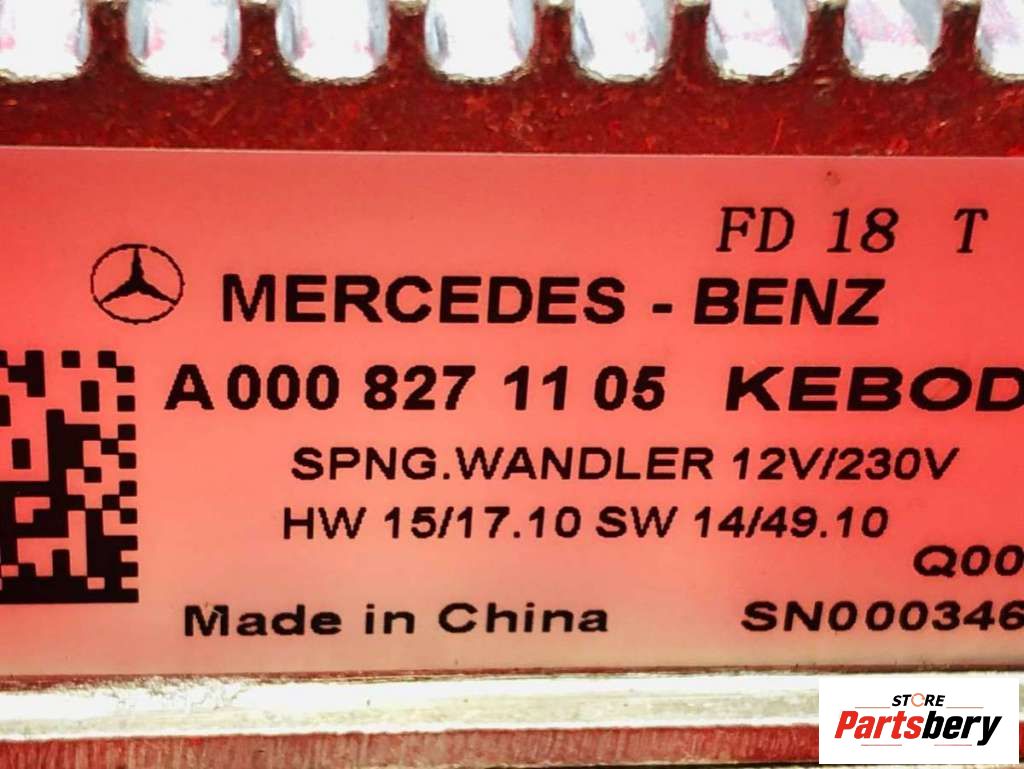 FD 18 T
MERCEDES - BENZ
A 000 827 11 05 KEBOD
SPNG.WANDLER 12V/230V
HW 15/17.10 SW 14/49.10
Q00
Made in China SN000346
STORE
Partsbery